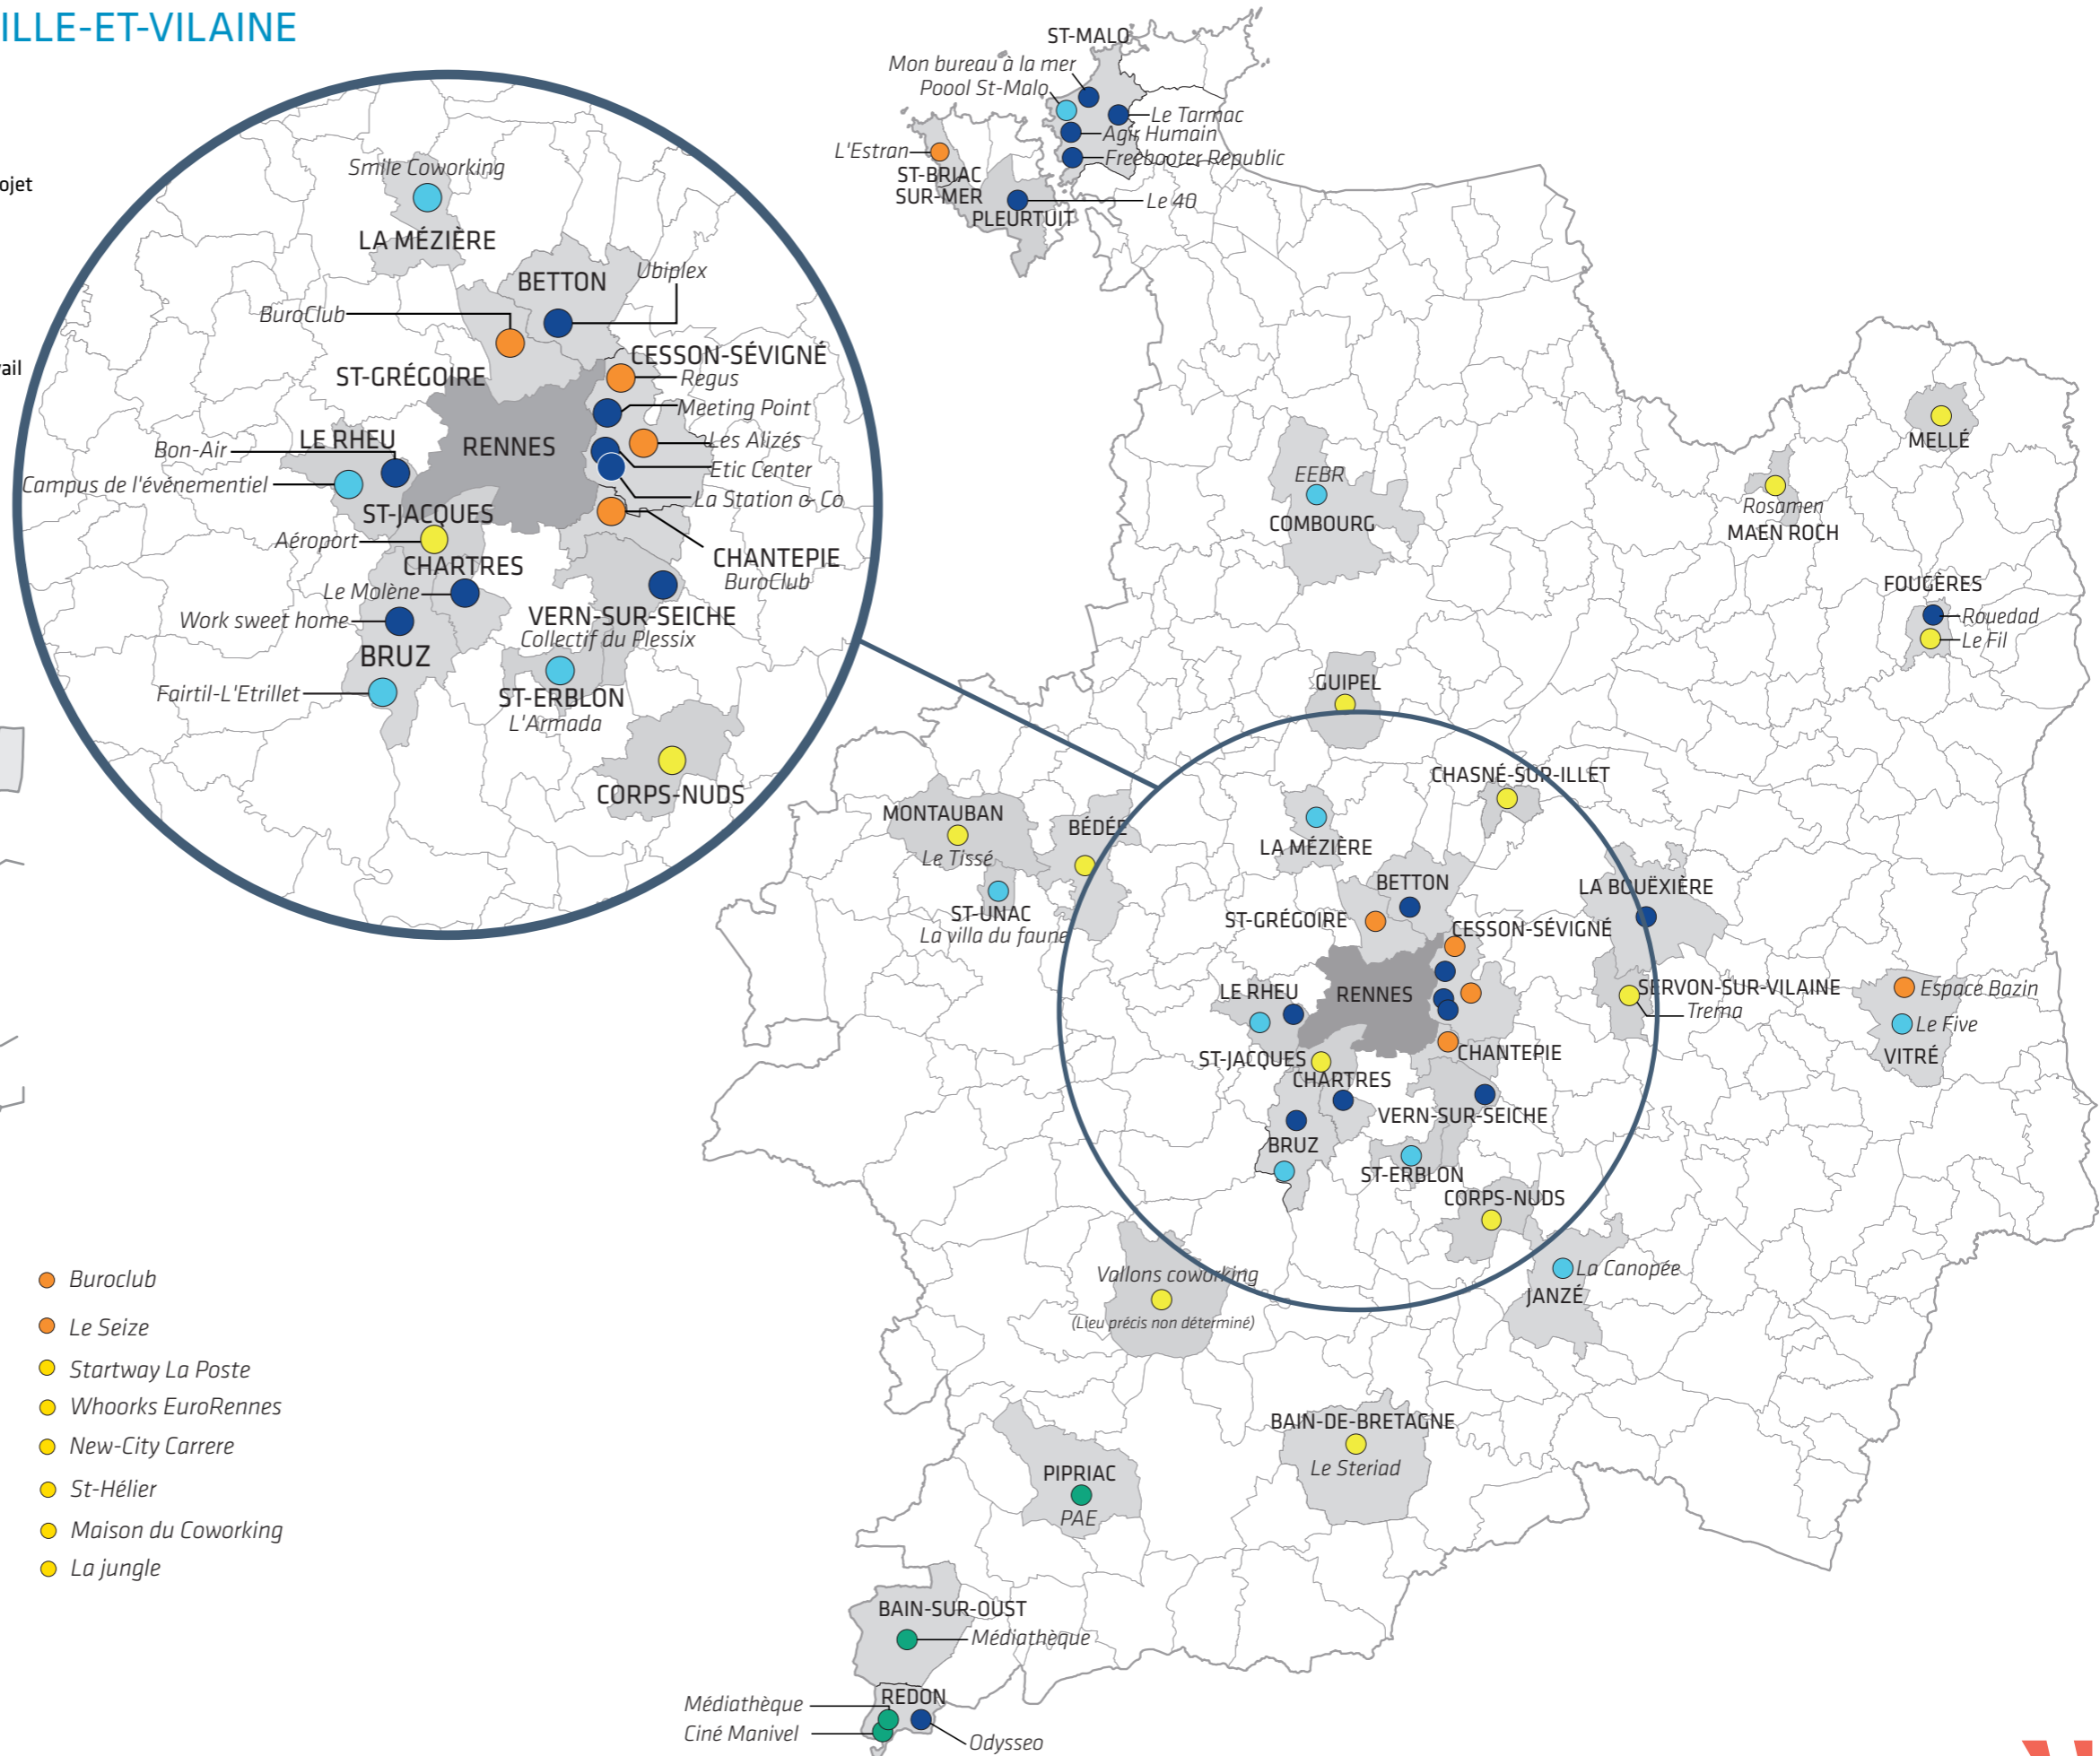 ILLE-ET-VILAINE
ojet
ail
Smile Coworking
LA MÉZIÈRE
BETTON
Ubiplex
BuroClub
ST-GRÉGOIRE
CESSON-SÉVIGNÉ
Regus
Meeting Point
Les Alizés
Etic Center
La Station & Co
RENNES
LE RHEU
Bon-Air
Campus de l'évènementiel
ST-JACQUES
Aéroport
CHARTRES
Le Molène
Work sweet home
BRUZ
Fairtil-L'Etrillet
CHANTEPIE
BuroClub
VERN-SUR-SEICHE
Collectif du Plessix
ST-ERBLON
L'Armada
CORPS-NUDS
ST-MALO
Mon bureau à la mer
Poool St-Malo
Le Tarmac
Agir Humain
Freebooter Republic
L'Estran
ST-BRIAC
SUR-MER
PLEURTUIT
Le 40
EEBR
COMBOURG
MELLÉ
Rosamen
MAEN ROCH
FOUGÈRES
Rouedad
Le Fil
GUIPEL
CHASNÉ-SUR-ILLET
MONTAUBAN
Le Tissé
BÉDÉE
ST-UNAC
La villa du faune
LA MÉZIÈRE
BETTON
ST-GRÉGOIRE
CESSON-SÉVIGNÉ
LA BOUËXIÈRE
RENNES
LE RHEU
SERVON-SUR-VILAINE
Trema
Espace Bazin
Le Five
VITRÉ
ST-JACQUES
CHANTEPIE
CHARTRES
VERN-SUR-SEICHE
BRUZ
ST-ERBLON
CORPS-NUDS
Vallons coworking
(Lieu précis non déterminé)
La Canopée
JANZÉ
Buroclub
Le Seize
Startway La Poste
Whoorks EuroRennes
New-City Carrere
St-Hélier
Maison du Coworking
La jungle
BAIN-DE-BRETAGNE
Le Steriad
PIPRIAC
PAE
BAIN-SUR-OUST
Médiathèque
REDON
Médiathèque
Ciné Manivel
Odysseo